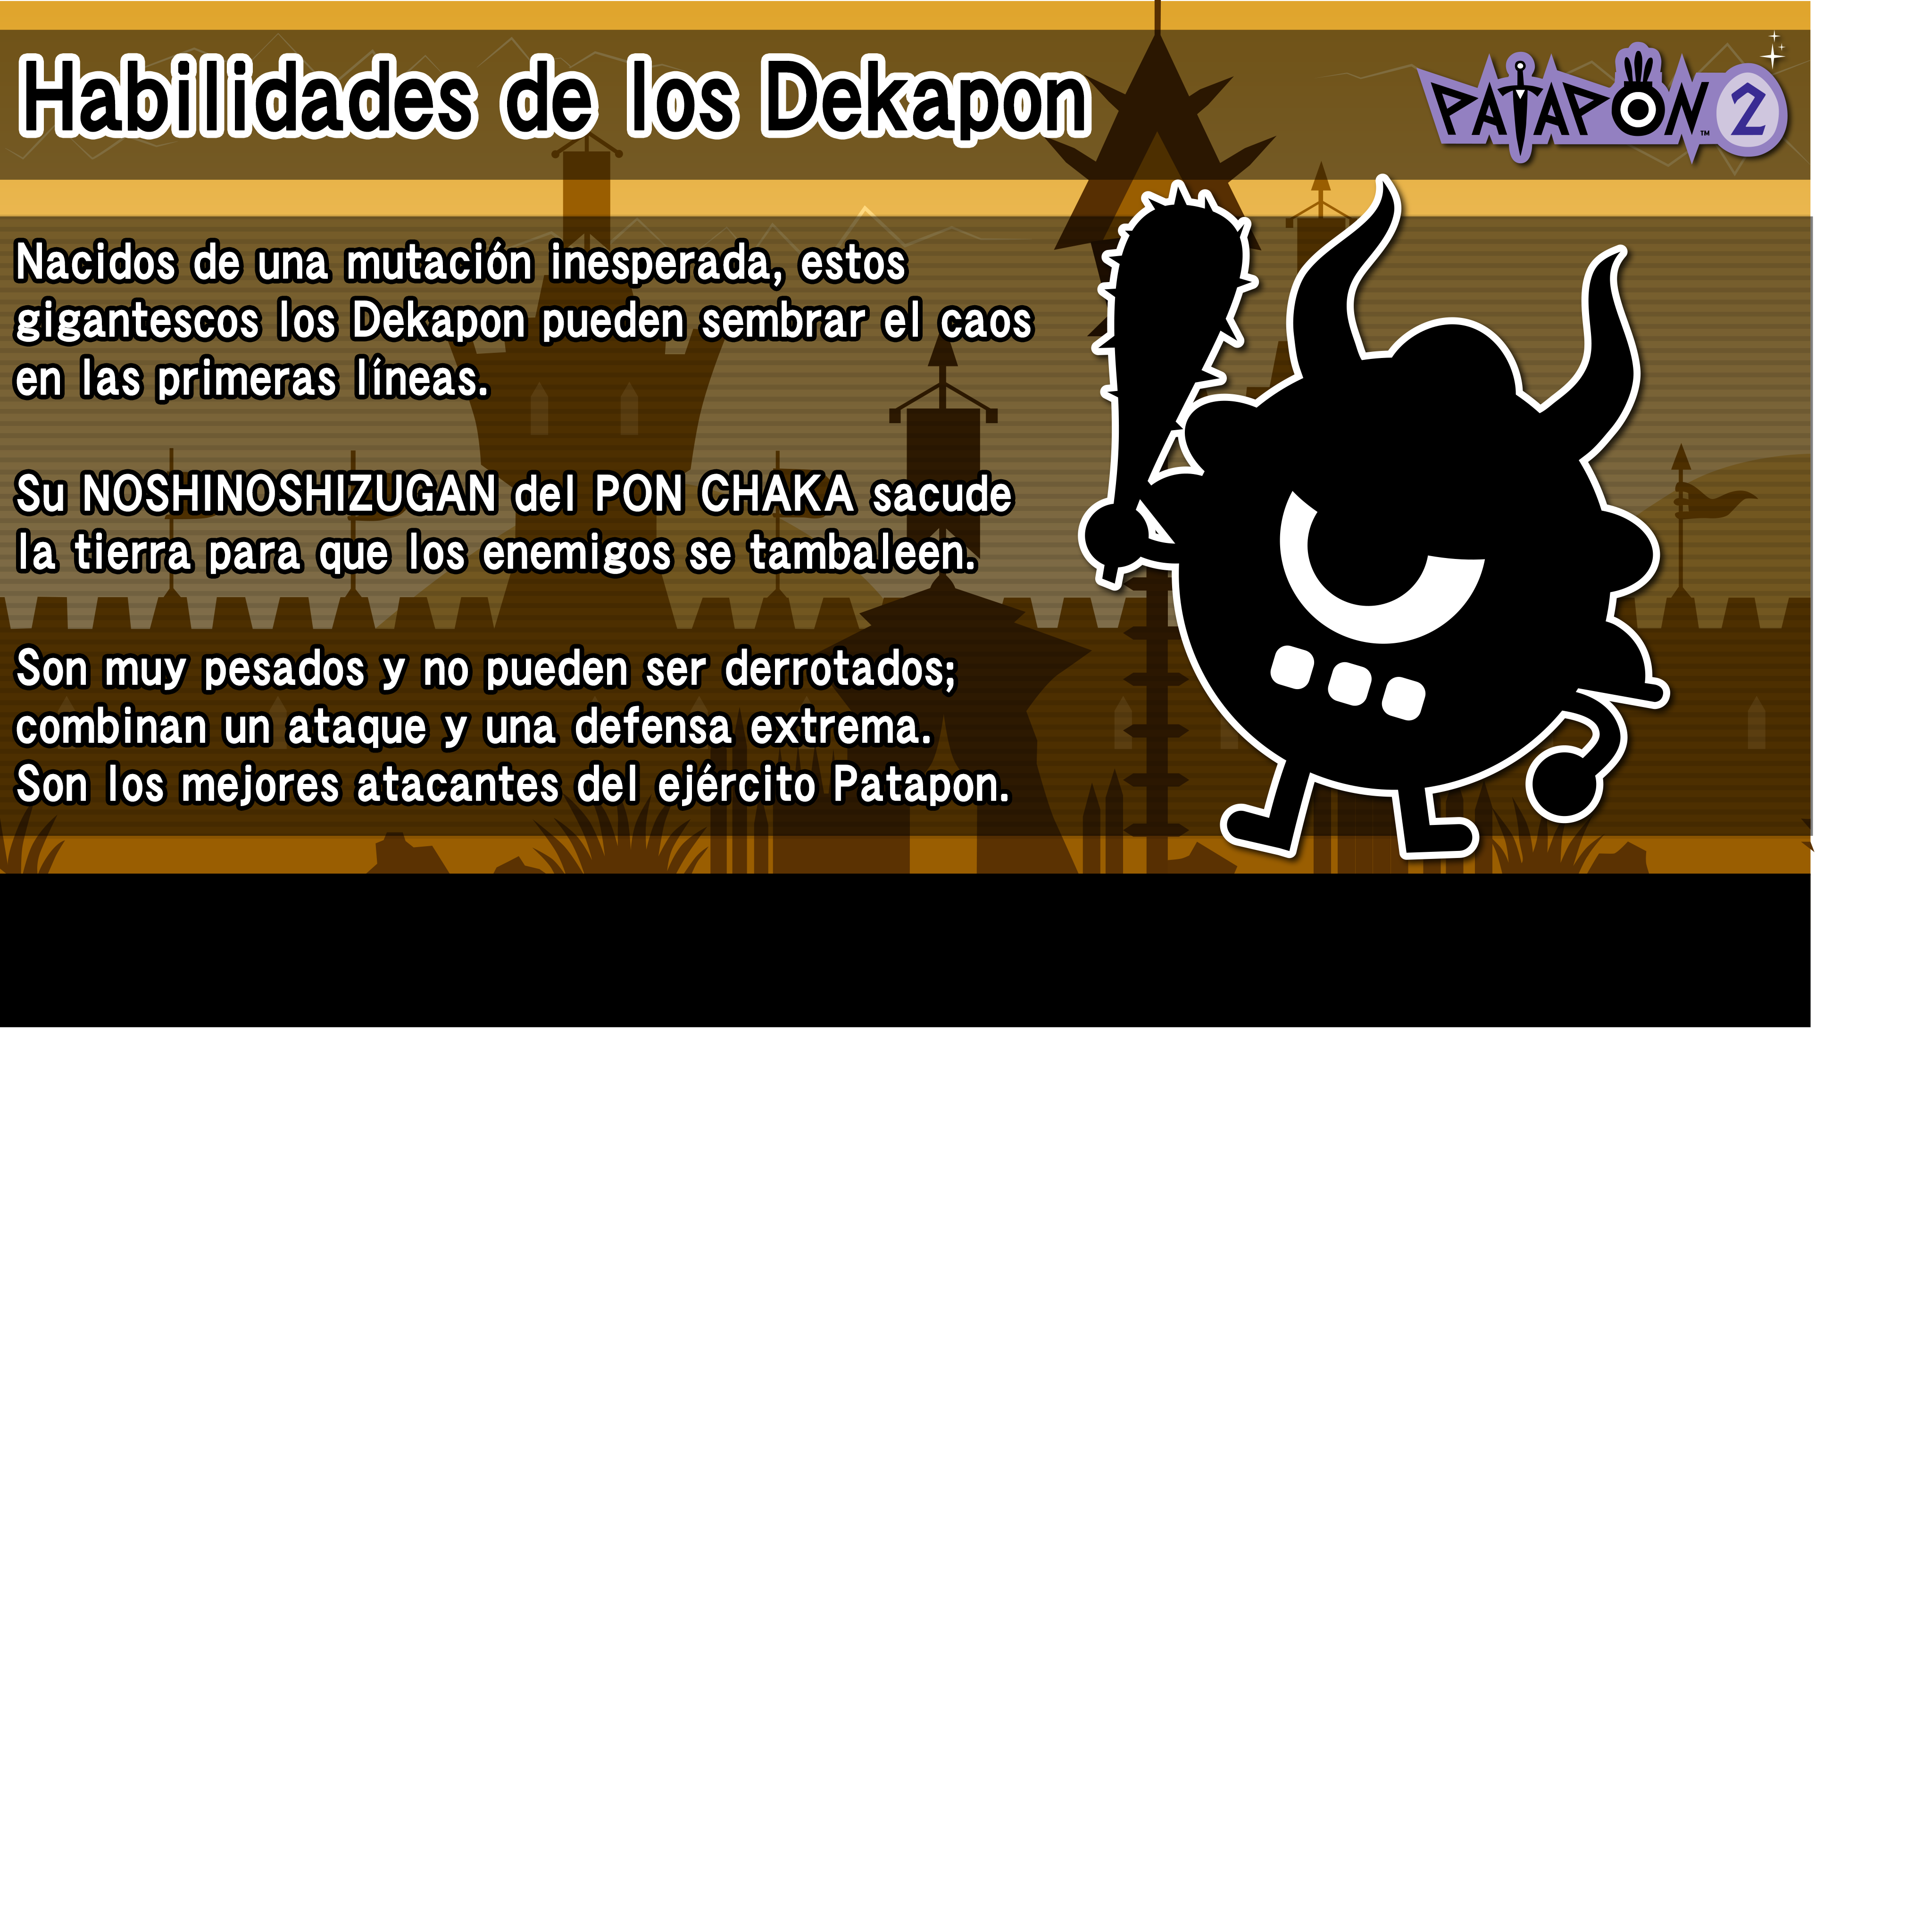 Habilidades de los Dekapon
PATAPON™ 2
Nacidos de una mutación inesperada, estos
gigantescos los Dekapon pueden sembrar el caos
en las primeras líneas.
Su NOSHINOSHIZUGAN del PON CHAKA sacude
la tierra para que los enemigos se tambaleen.
Son muy pesados y no pueden ser derrotados;
combinan un ataque y una defensa extrema.
Son los mejores atacantes del ejército Patapon.